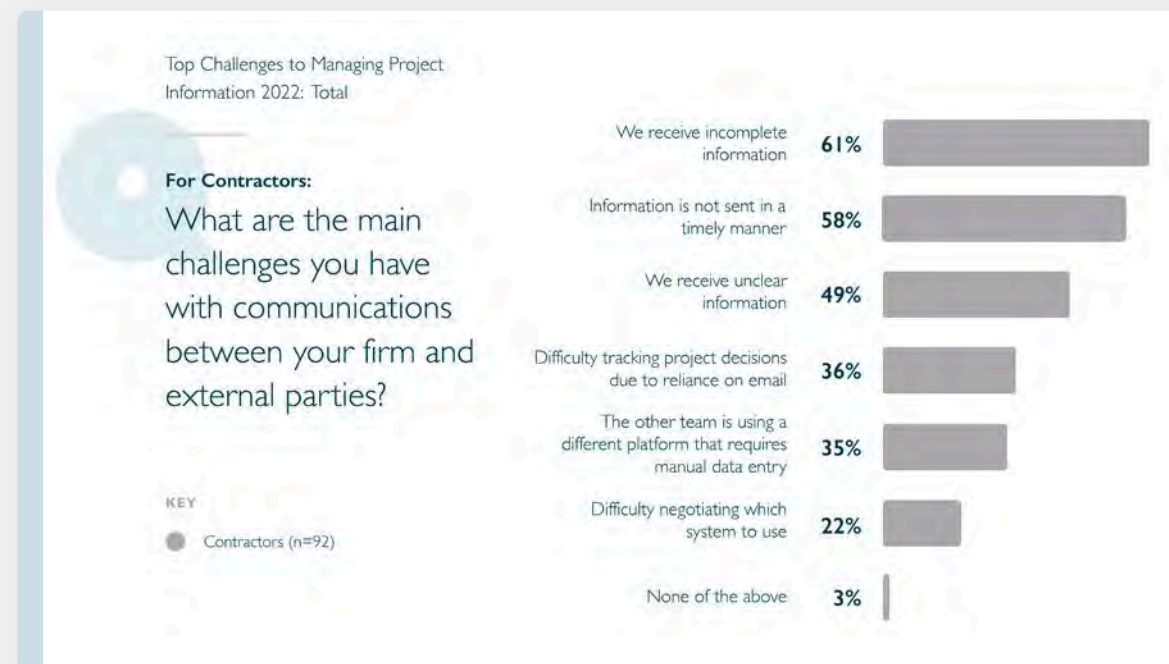 Top Challenges to Managing Project
Information 2022: Total
For Contractors:
What are the main
challenges you have
with communications
between your firm and
external parties?
KEY
Contractors (n=92)
We receive incomplete
information
61%
Information is not sent in a
timely manner
58%
We receive unclear
information
49%
Difficulty tracking project decisions
due to reliance on email
36%
The other team is using a
different platform that requires
manual data entry
35%
Difficulty negotiating which
system to use
22%
None of the above
3%